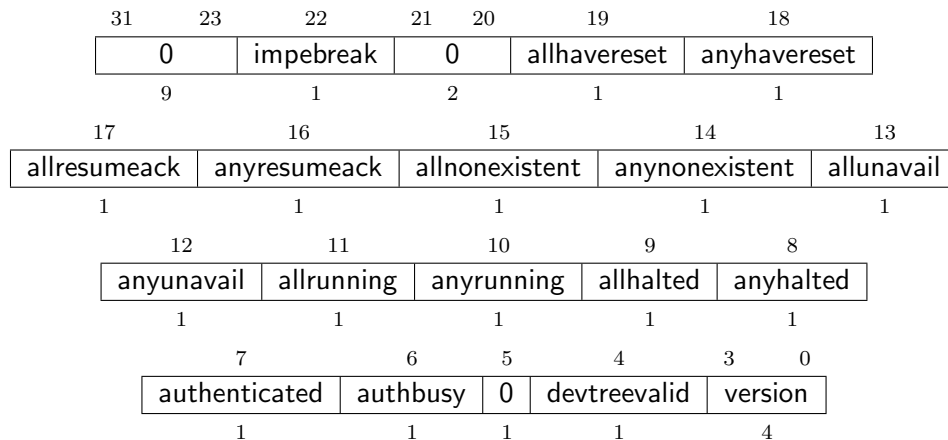 31 23 22 21 20 19 18
0 impebreak 0 allhavereset anyhavereset
9 1 2 1 1
17 16 15 14 13
allresumeack anyresumeack allnonexistent anynonexistent allunavail
1 1 1 1 1
12 11 10 9 8
anyunavail allrunning anyrunning allhalted anyhalted
1 1 1 1 1
7 6 5 4 3 0
authenticated authbusy 0 devtreevalid version
1 1 1 1 4